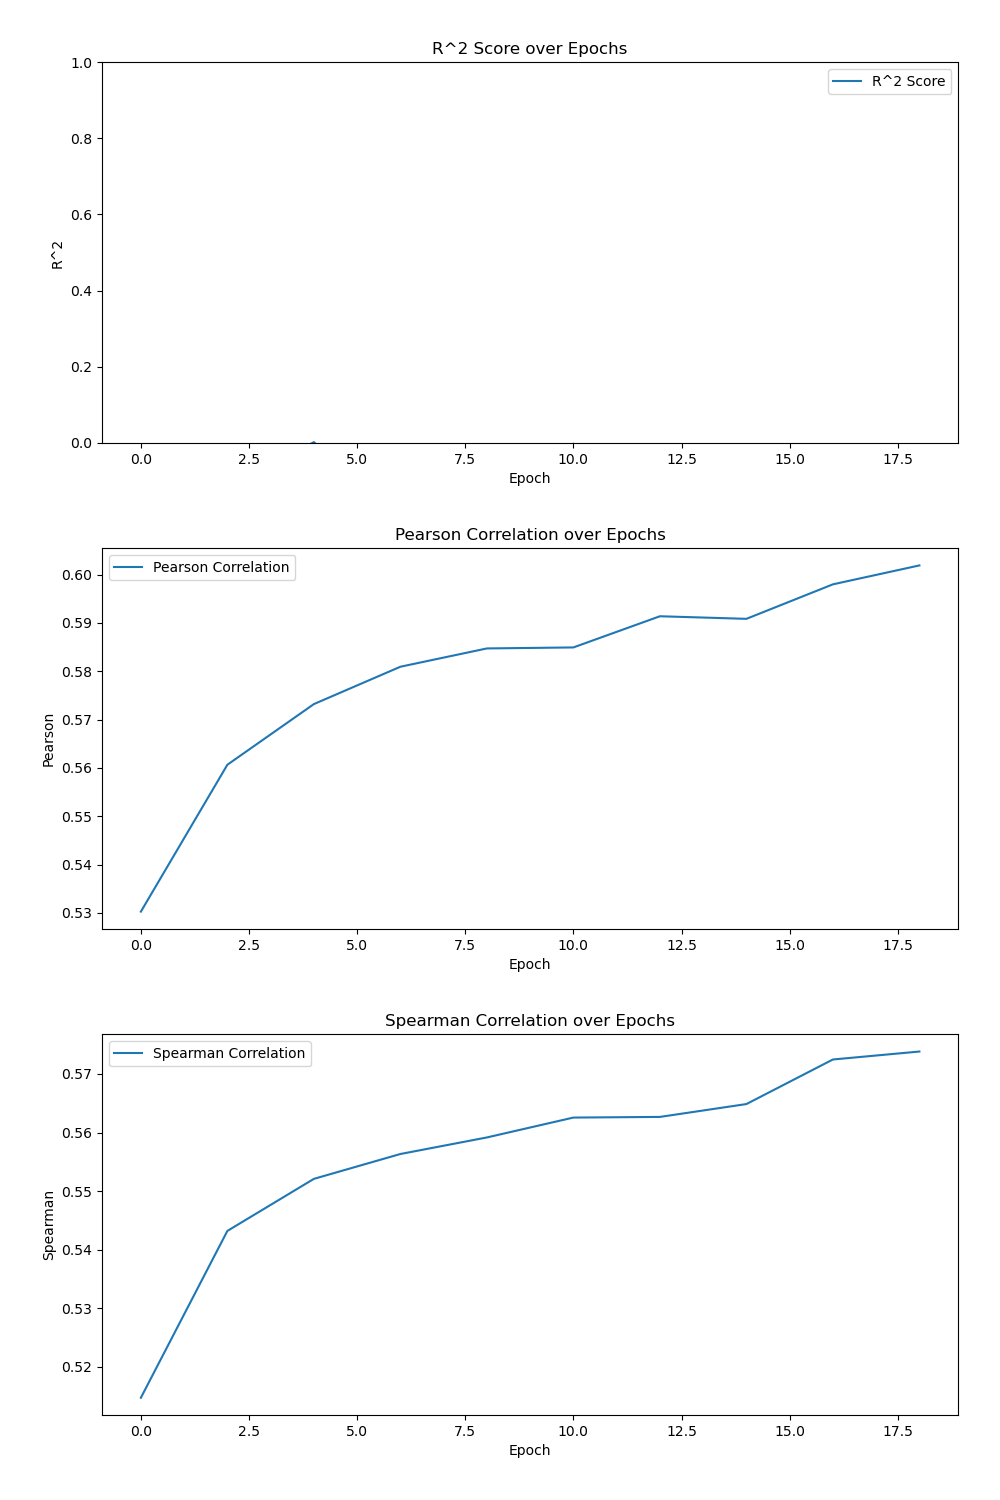 R^2 Score over Epochs
R^2 Score
1.0
0.8
0.6
0.4
0.2
0.0
R^2
0.0 2.5 5.0 7.5 10.0 12.5 15.0 17.5
Epoch
Pearson Correlation over Epochs
Pearson Correlation
0.60
0.59
0.58
0.57
0.56
0.55
0.54
0.53
Pearson
0.0 2.5 5.0 7.5 10.0 12.5 15.0 17.5
Epoch
Spearman Correlation over Epochs
Spearman Correlation
0.57
0.56
0.55
0.54
0.53
0.52
Spearman
0.0 2.5 5.0 7.5 10.0 12.5 15.0 17.5
Epoch